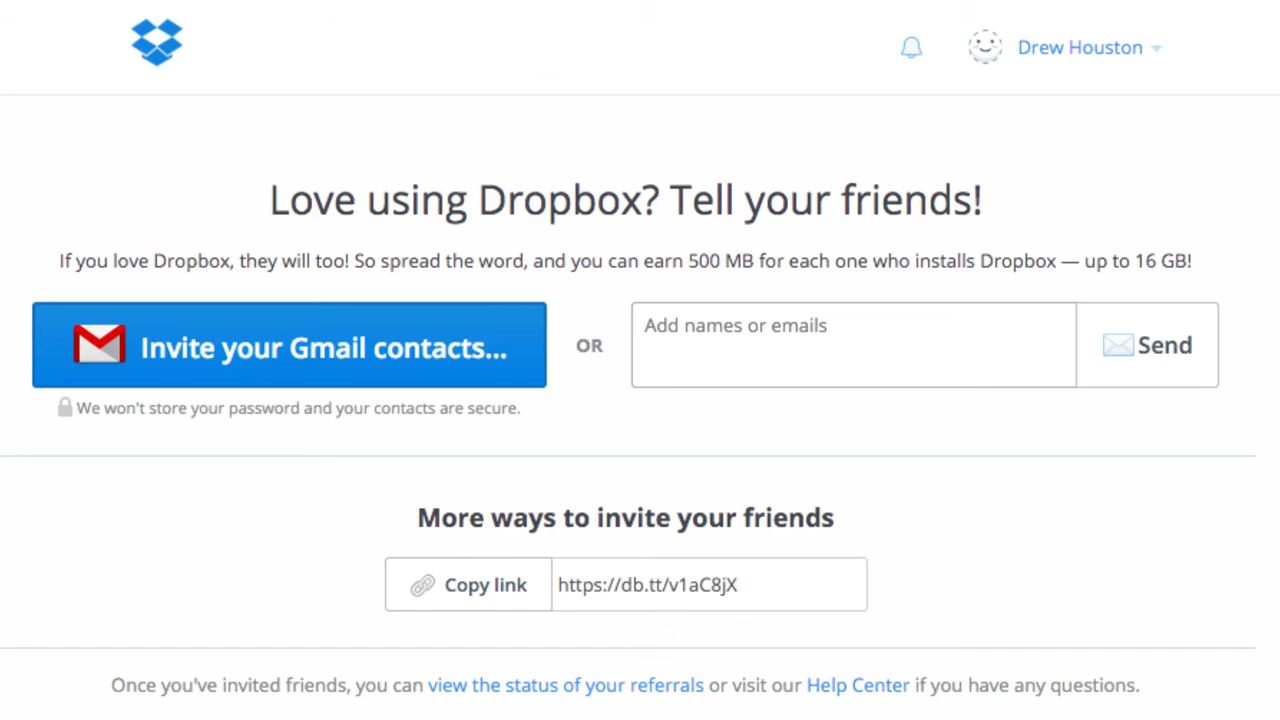 Drew Houston
Love using Dropbox? Tell your friends!
If you love Dropbox, they will too! So spread the word, and you can earn 500 MB for each one who installs Dropbox — up to 16 GB!
Invite your Gmail contacts...
OR
Add names or emails
Send
We won't store your password and your contacts are secure.
More ways to invite your friends
Copy link
https://db.tt/v1aC8jX
Once you've invited friends, you can view the status of your referrals or visit our Help Center if you have any questions.